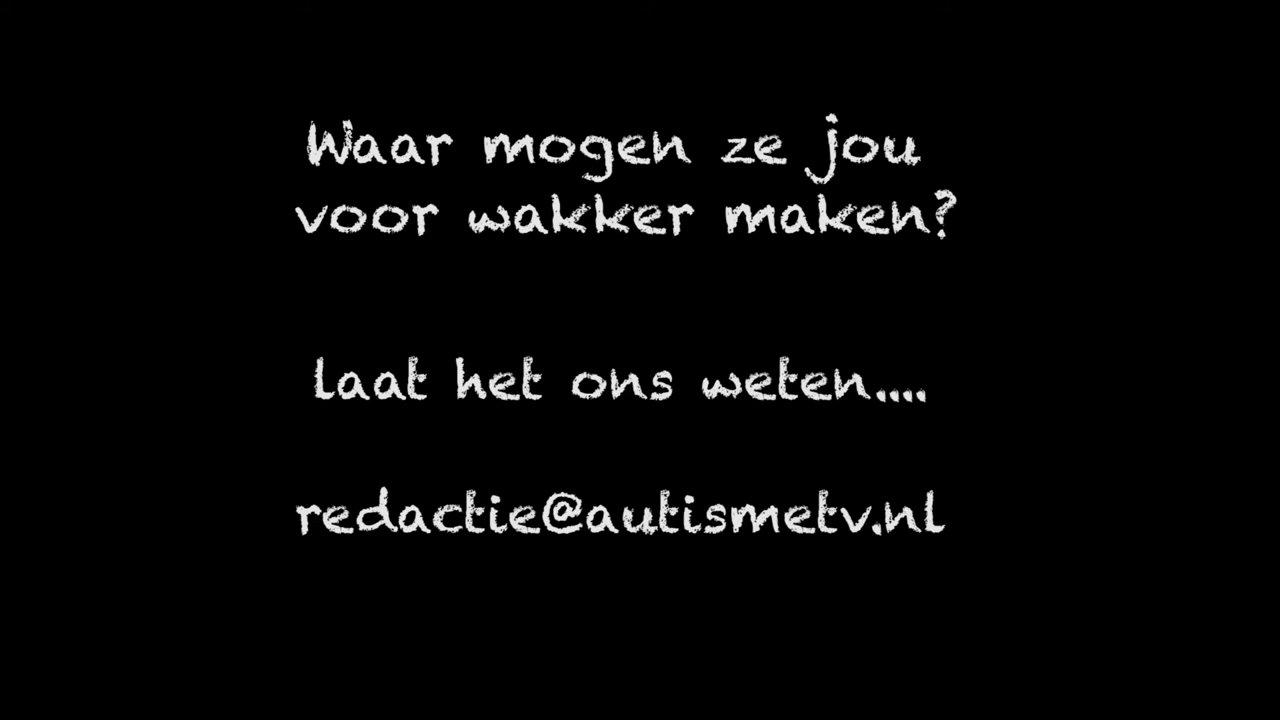 Waar mogen ze jou
voor wakker maken?
laat het ons weten....
redactie@autismetv.nl